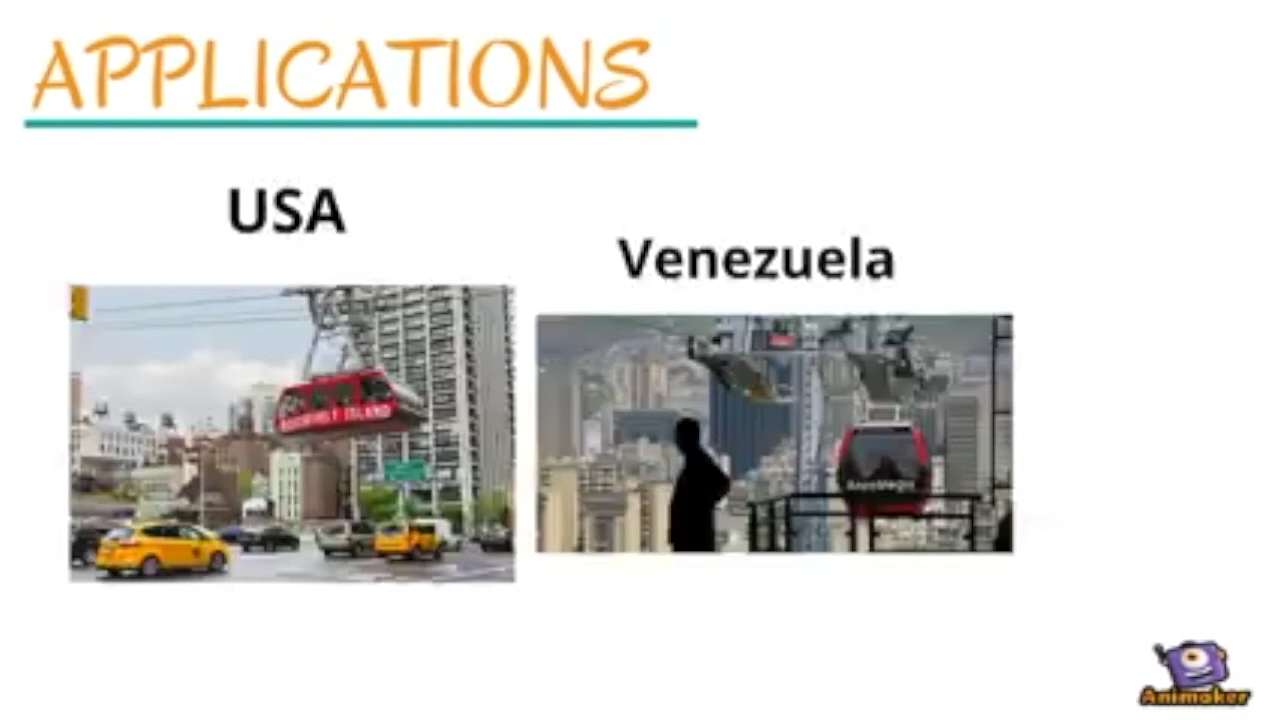 APPLICATIONS
USA
Venezuela
ROOSEVELT ISLAND
Animaker